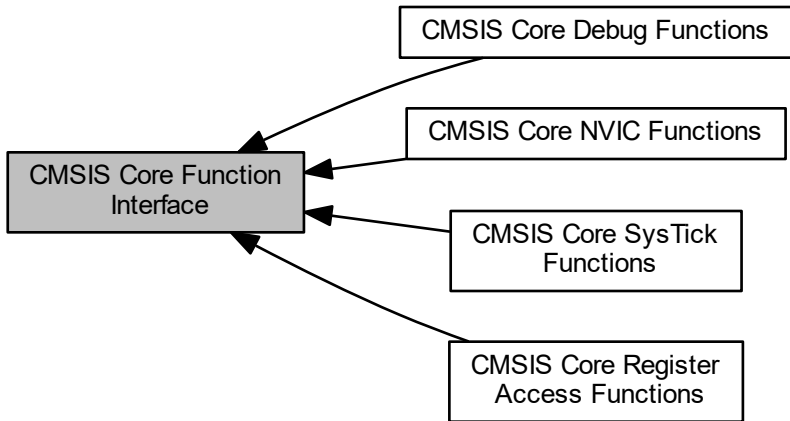 CMSIS Core Debug Functions
CMSIS Core NVIC Functions
CMSIS Core Function
Interface
CMSIS Core SysTick
Functions
CMSIS Core Register
Access Functions